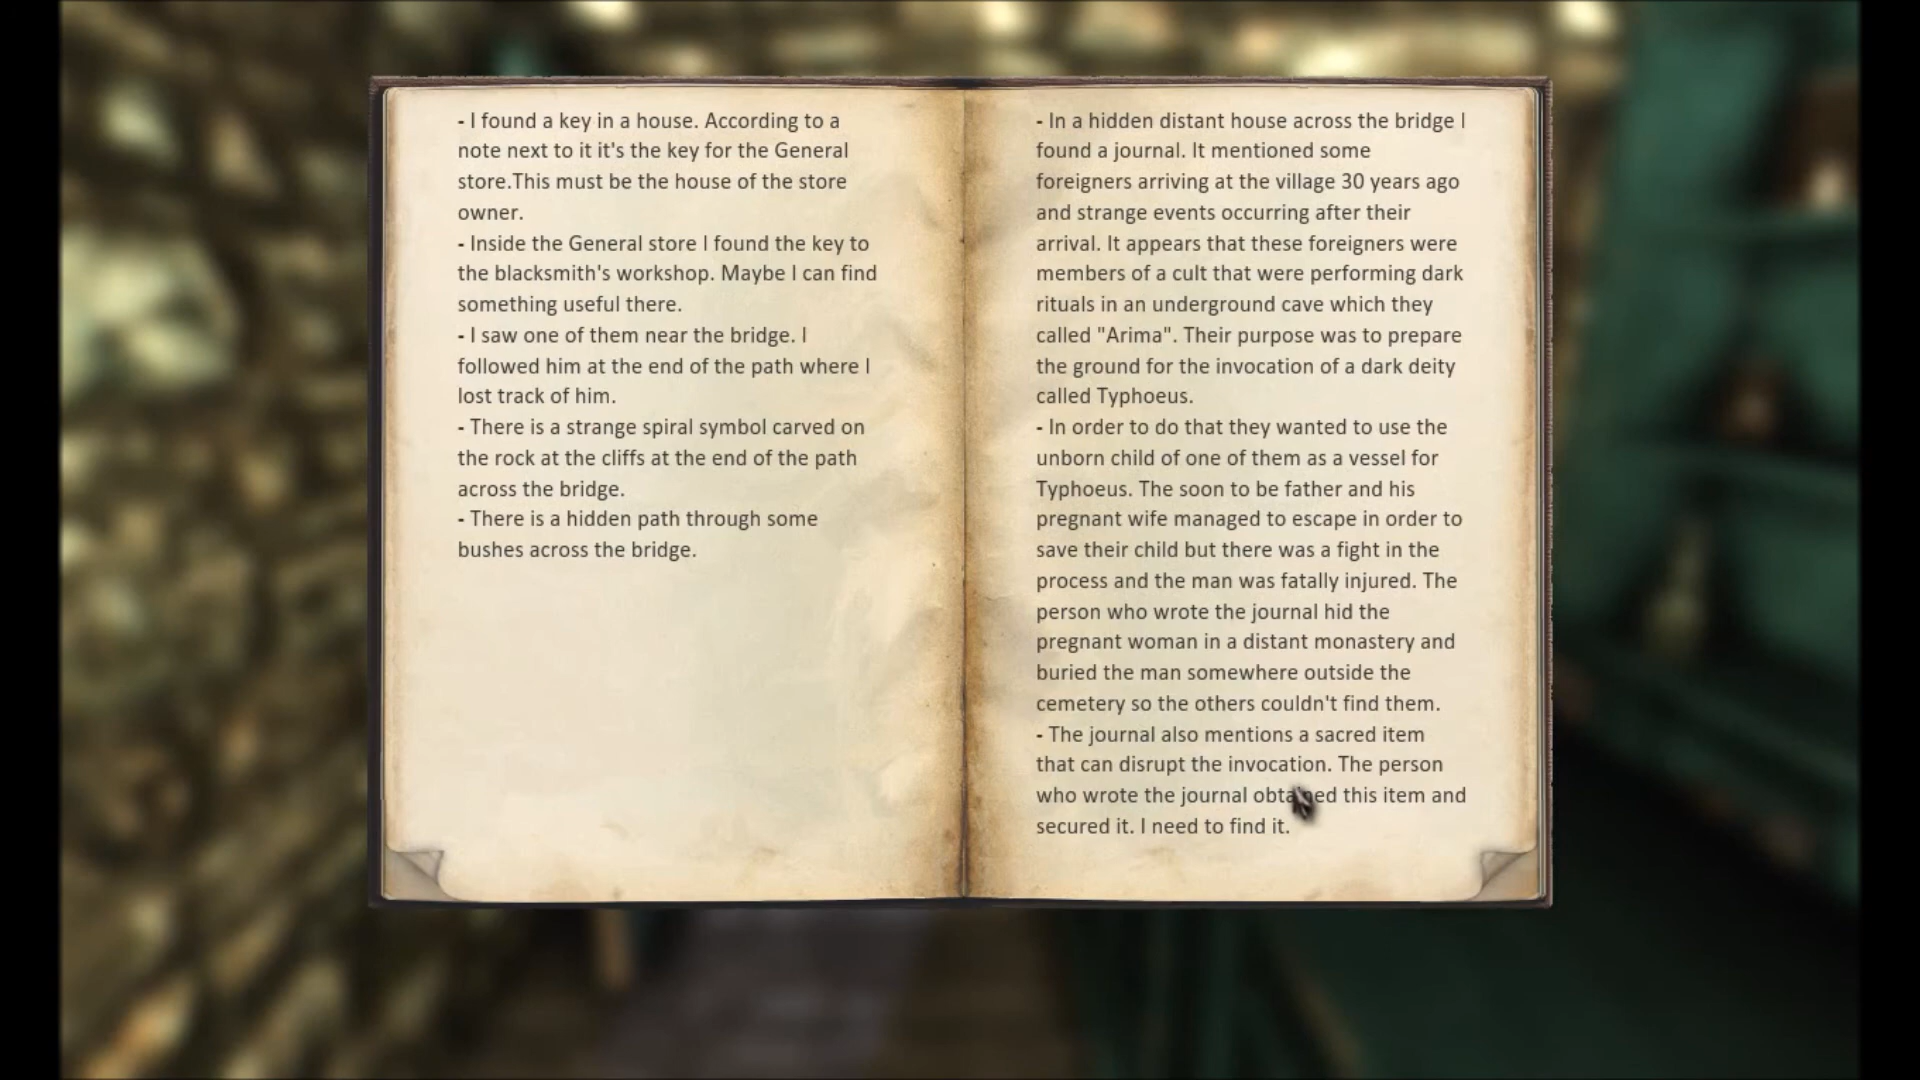 - I found a key in a house. According to a
note next to it it's the key for the General
store.This must be the house of the store
owner.
- Inside the General store I found the key to
the blacksmith's workshop. Maybe I can find
something useful there.
- I saw one of them near the bridge. I
followed him at the end of the path where I
lost track of him.
- There is a strange spiral symbol carved on
the rock at the cliffs at the end of the path
across the bridge.
- There is a hidden path through some
bushes across the bridge.
- In a hidden distant house across the bridge I
found a journal. It mentioned some
foreigners arriving at the village 30 years ago
and strange events occurring after their
arrival. It appears that these foreigners were
members of a cult that were performing dark
rituals in an underground cave which they
called "Arima". Their purpose was to prepare
the ground for the invocation of a dark deity
called Typhoeus.
- In order to do that they wanted to use the
unborn child of one of them as a vessel for
Typhoeus. The soon to be father and his
pregnant wife managed to escape in order to
save their child but there was a fight in the
process and the man was fatally injured. The
person who wrote the journal hid the
pregnant woman in a distant monastery and
buried the man somewhere outside the
cemetery so the others couldn't find them.
- The journal also mentions a sacred item
that can disrupt the invocation. The person
who wrote the journal obtained this item and
secured it. I need to find it.